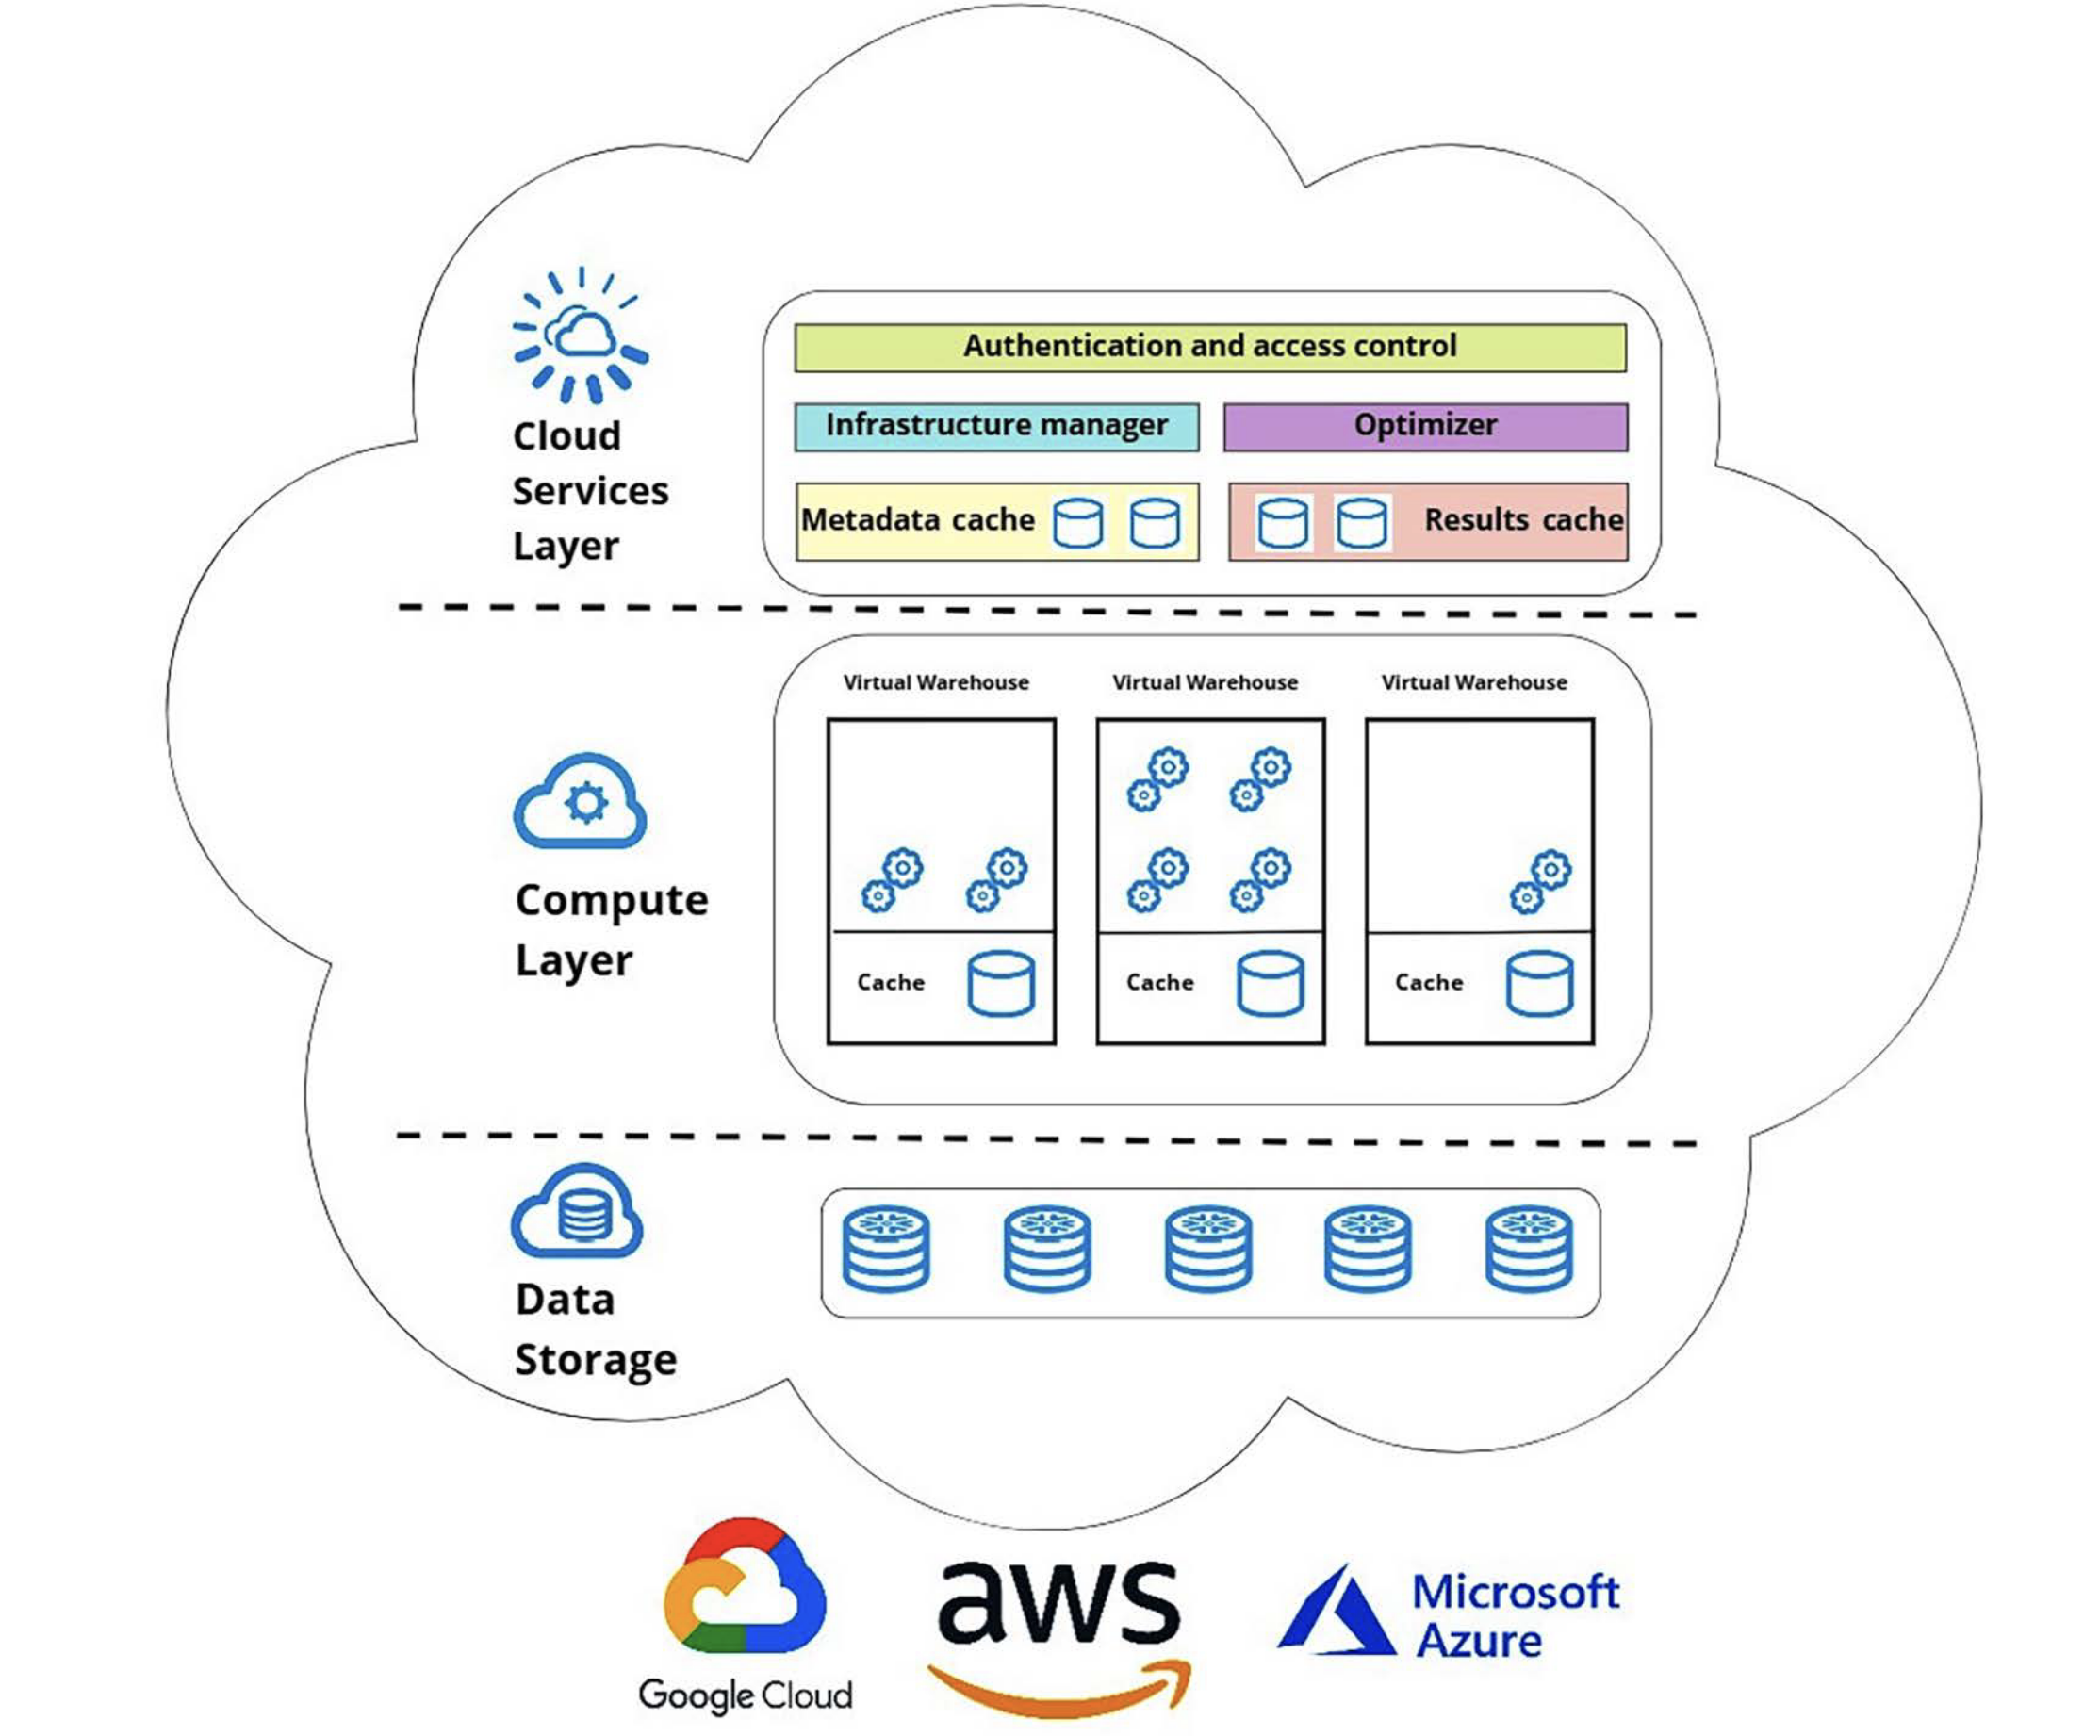 Cloud
Services
Layer
Authentication and access control
Infrastructure manager
Optimizer
Metadata cache
Results cache
Compute
Layer
Virtual Warehouse
Virtual Warehouse
Virtual Warehouse
Cache
Cache
Cache
Data
Storage
Google Cloud
aws
Microsoft
Azure